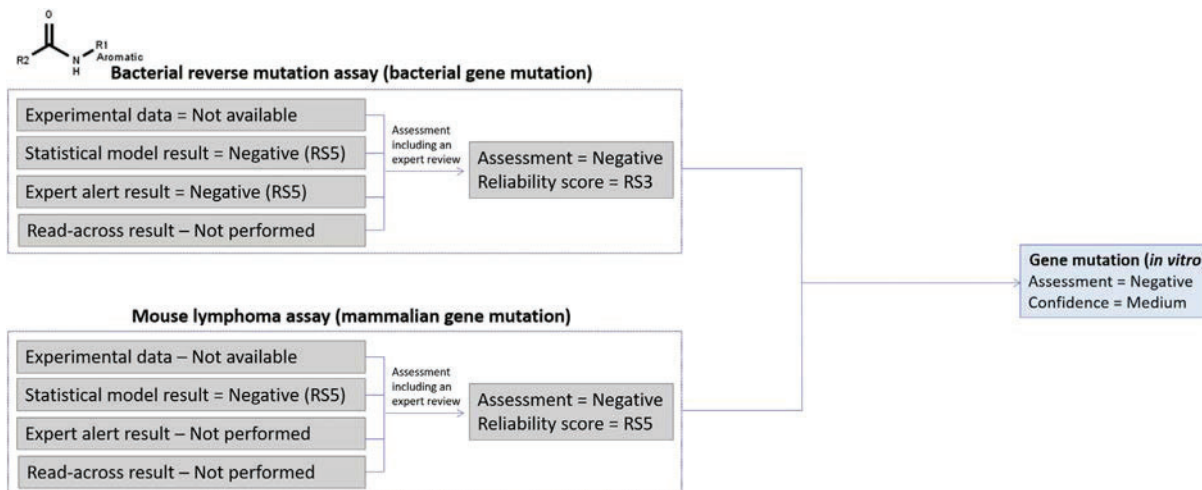 O
R1
R2
N
Aromatic
H
Bacterial reverse mutation assay (bacterial gene mutation)
Experimental data = Not available
Statistical model result = Negative (RS5)
Expert alert result = Negative (RS5)
Read-across result – Not performed
Assessment
including an
expert review
Assessment = Negative
Reliability score = RS3
Gene mutation (in vitro
Assessment = Negative
Confidence = Medium
Mouse lymphoma assay (mammalian gene mutation)
Experimental data – Not available
Statistical model result = Negative (RS5)
Expert alert result – Not performed
Read-across result – Not performed
Assessment
including an
expert review
Assessment = Negative
Reliability score = RS5